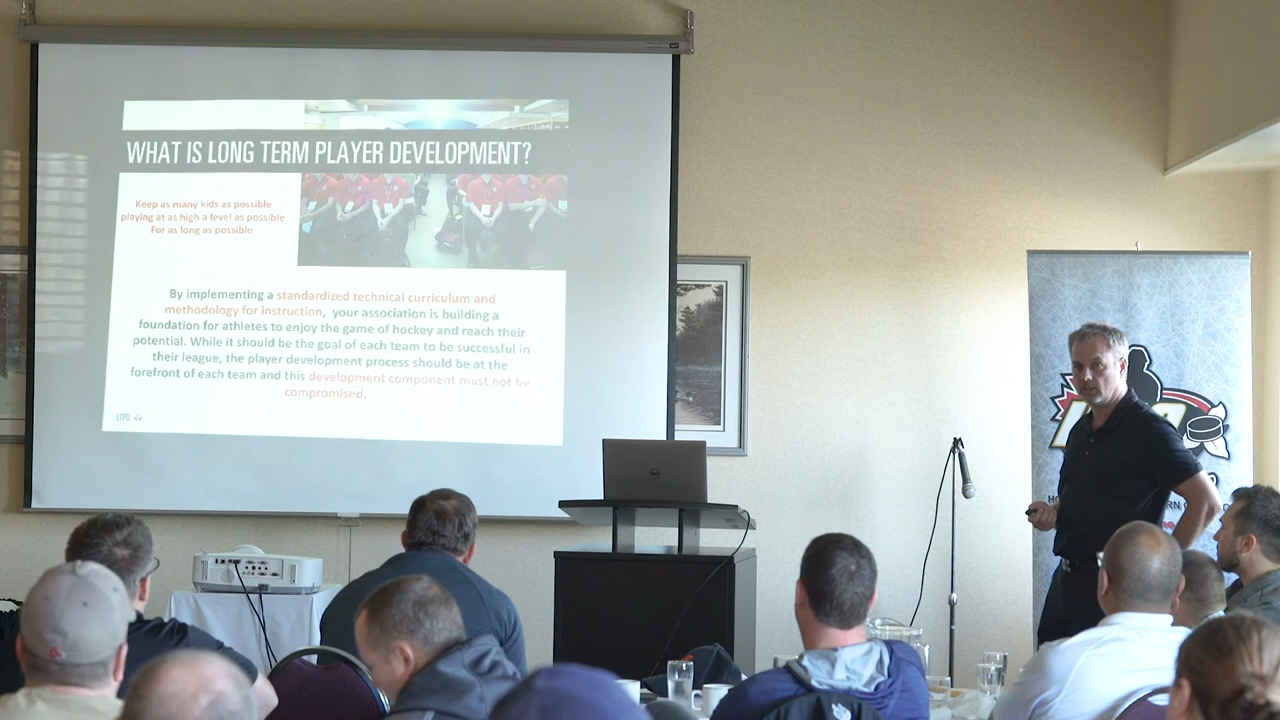 WHAT IS LONG TERM PLAYER DEVELOPMENT?
Keep as many kids as possible
playing at as high a level as possible
For as long as possible
By implementing a standardized technical curriculum and
methodology for instruction, your association is building a
foundation for athletes to enjoy the game of hockey and reach their
potential. While it should be the goal of each team to be successful in
their league, the player development process should be at the
forefront of each team and this development component must not be
compromised.
LTPD
DELL